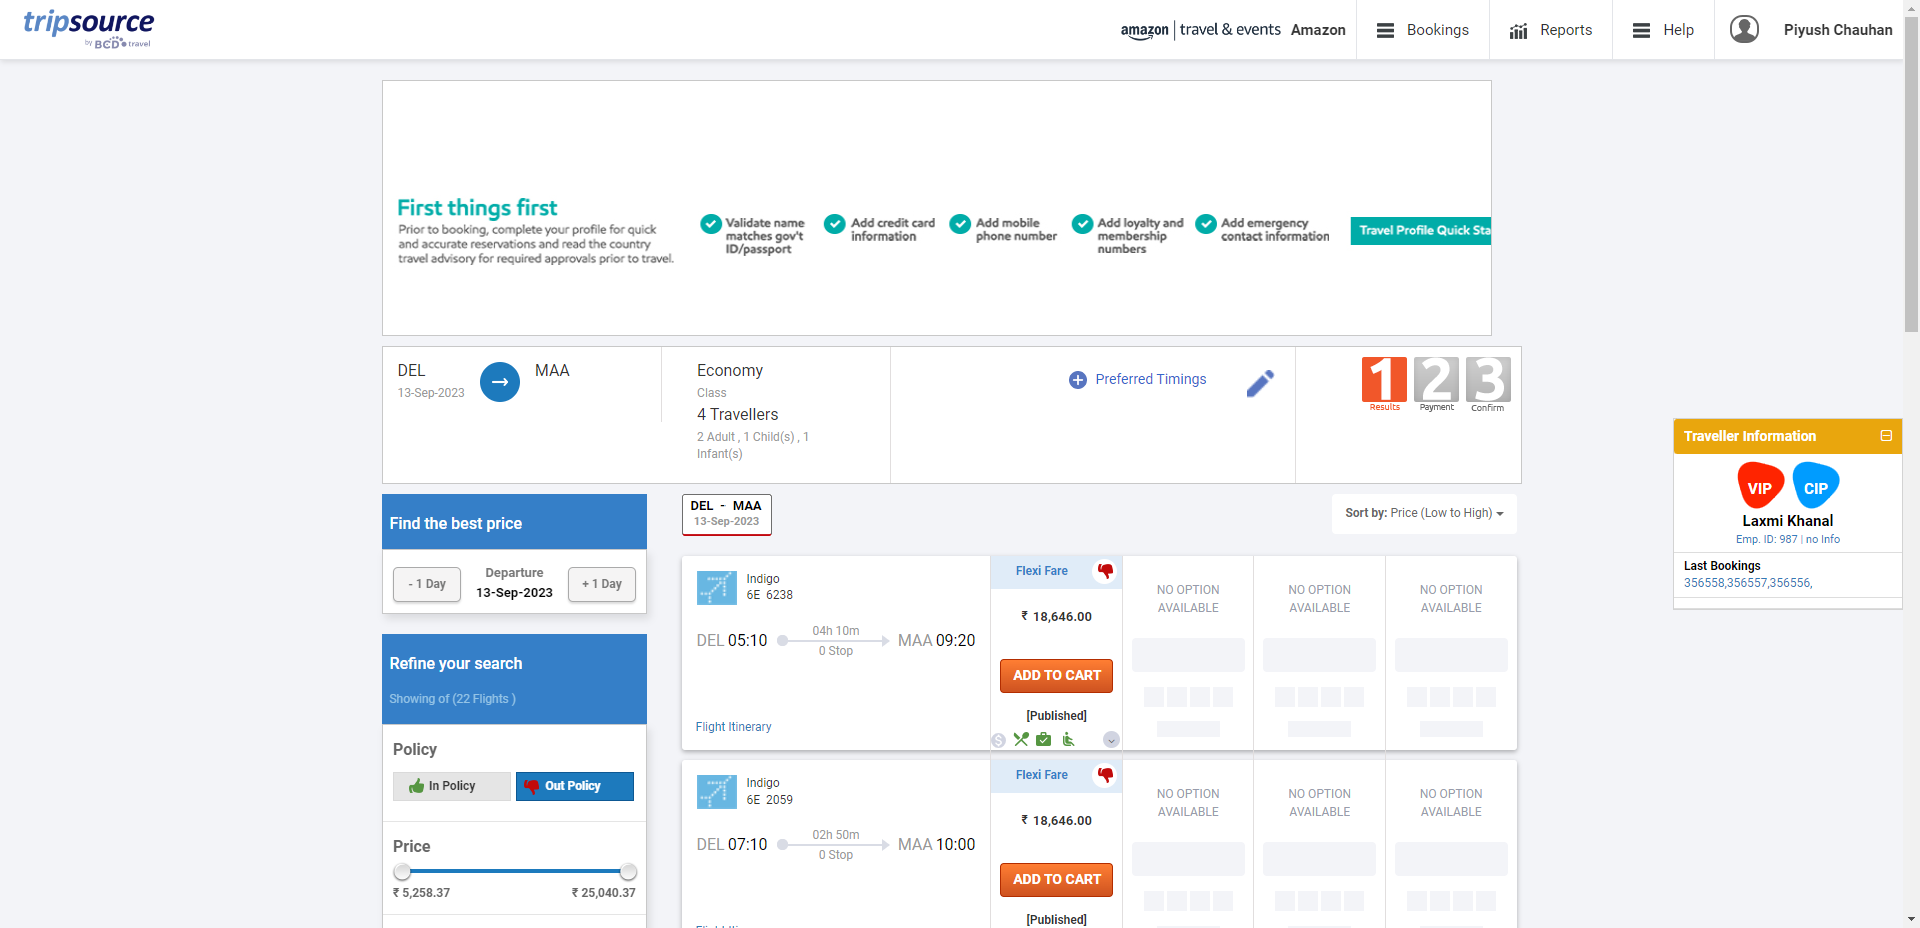 tripsource
by BCD travel
amazon | travel & events Amazon
Bookings
Reports
Help
Piyush Chauhan
First things first
Prior to booking, complete your profile for quick
and accurate reservations and read the country
travel advisory for required approvals prior to travel.
Validate name
matches gov't
ID/passport
Add credit card
information
Add mobile
phone number
Add loyalty and
membership
numbers
Add emergency
contact information
Travel Profile Quick Sta
DEL
13-Sep-2023
MAA
Economy
Class
4 Travellers
2 Adult , 1 Child(s) , 1
Infant(s)
Preferred Timings
1 2 3
Results Payment Confirm
Traveller Information
VIP CIP
Laxmi Khanal
Emp. ID: 987 | no Info
Last Bookings
356558,356557,356556,
Find the best price
- 1 Day
Departure
13-Sep-2023
+ 1 Day
Refine your search
Showing of (22 Flights )
Policy
In Policy
Out Policy
Price
₹ 5,258.37
₹ 25,040.37
DEL - MAA
13-Sep-2023
Sort by: Price (Low to High)
Indigo
6E 6238
DEL 05:10
04h 10m
0 Stop
MAA 09:20
Flight Itinerary
Flexi Fare
₹ 18,646.00
ADD TO CART
[Published]
NO OPTION
AVAILABLE
NO OPTION
AVAILABLE
NO OPTION
AVAILABLE
Indigo
6E 2059
DEL 07:10
02h 50m
0 Stop
MAA 10:00
Flexi Fare
₹ 18,646.00
ADD TO CART
[Published]
NO OPTION
AVAILABLE
NO OPTION
AVAILABLE
NO OPTION
AVAILABLE